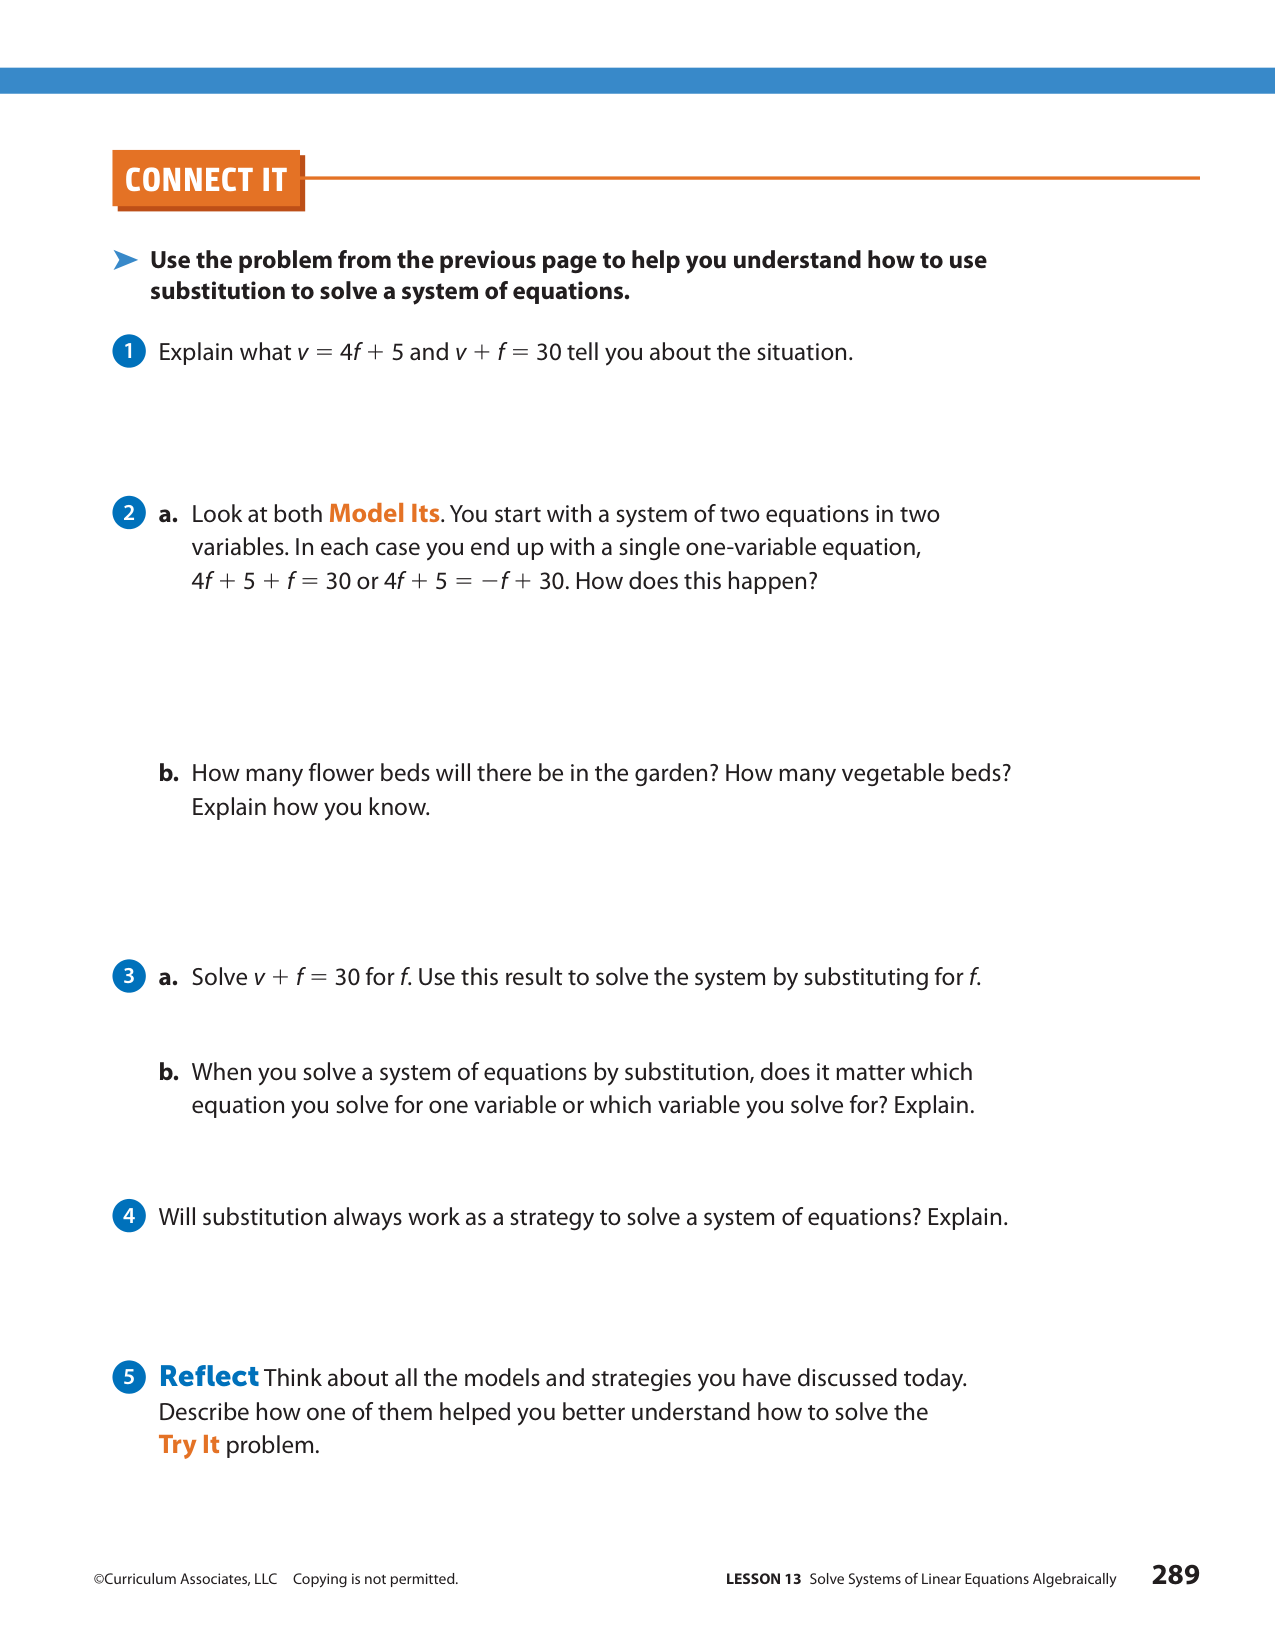 CONNECT IT
Use the problem from the previous page to help you understand how to use
substitution to solve a system of equations.
1 Explain what v = 4f + 5 and v + f = 30 tell you about the situation.
2 a. Look at both Model Its. You start with a system of two equations in two
variables. In each case you end up with a single one-variable equation,
4f + 5 + f = 30 or 4f + 5 = −f + 30. How does this happen?
b. How many flower beds will there be in the garden? How many vegetable beds?
Explain how you know.
3 a. Solve v + f = 30 for f. Use this result to solve the system by substituting for f.
b. When you solve a system of equations by substitution, does it matter which
equation you solve for one variable or which variable you solve for? Explain.
4 Will substitution always work as a strategy to solve a system of equations? Explain.
5 Reflect Think about all the models and strategies you have discussed today.
Describe how one of them helped you better understand how to solve the
Try It problem.
©Curriculum Associates, LLC Copying is not permitted. LESSON 13 Solve Systems of Linear Equations Algebraically 289